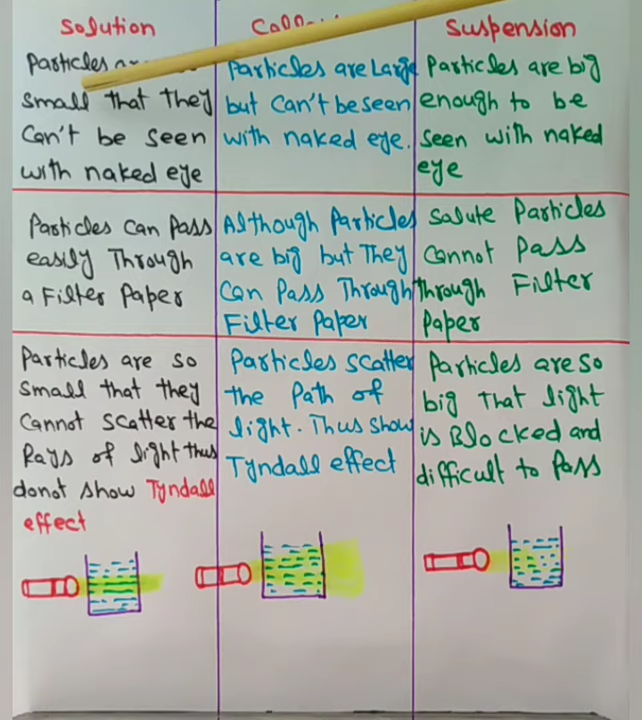 Solution
Particles
small that they
Can't be seen
with naked eye
Particles can Pass
easily Through
a Filter Paper
Particles are so
small that they
cannot scatter the
Rays of light thus
donot show Tyndall
effect
Particles are Large
but Can't be seen
with naked eye.
Although Particles
are big but They
Can Pass Through
Filter Paper
Particles scatter
the Path of
light. Thus show
Tyndall effect
Suspension
Particles are big
enough to be
seen with naked
eye
Salute Particles
Cannot Pass
through Filter
Paper
Particles are so
big That light
is Blocked and
difficult to Pass